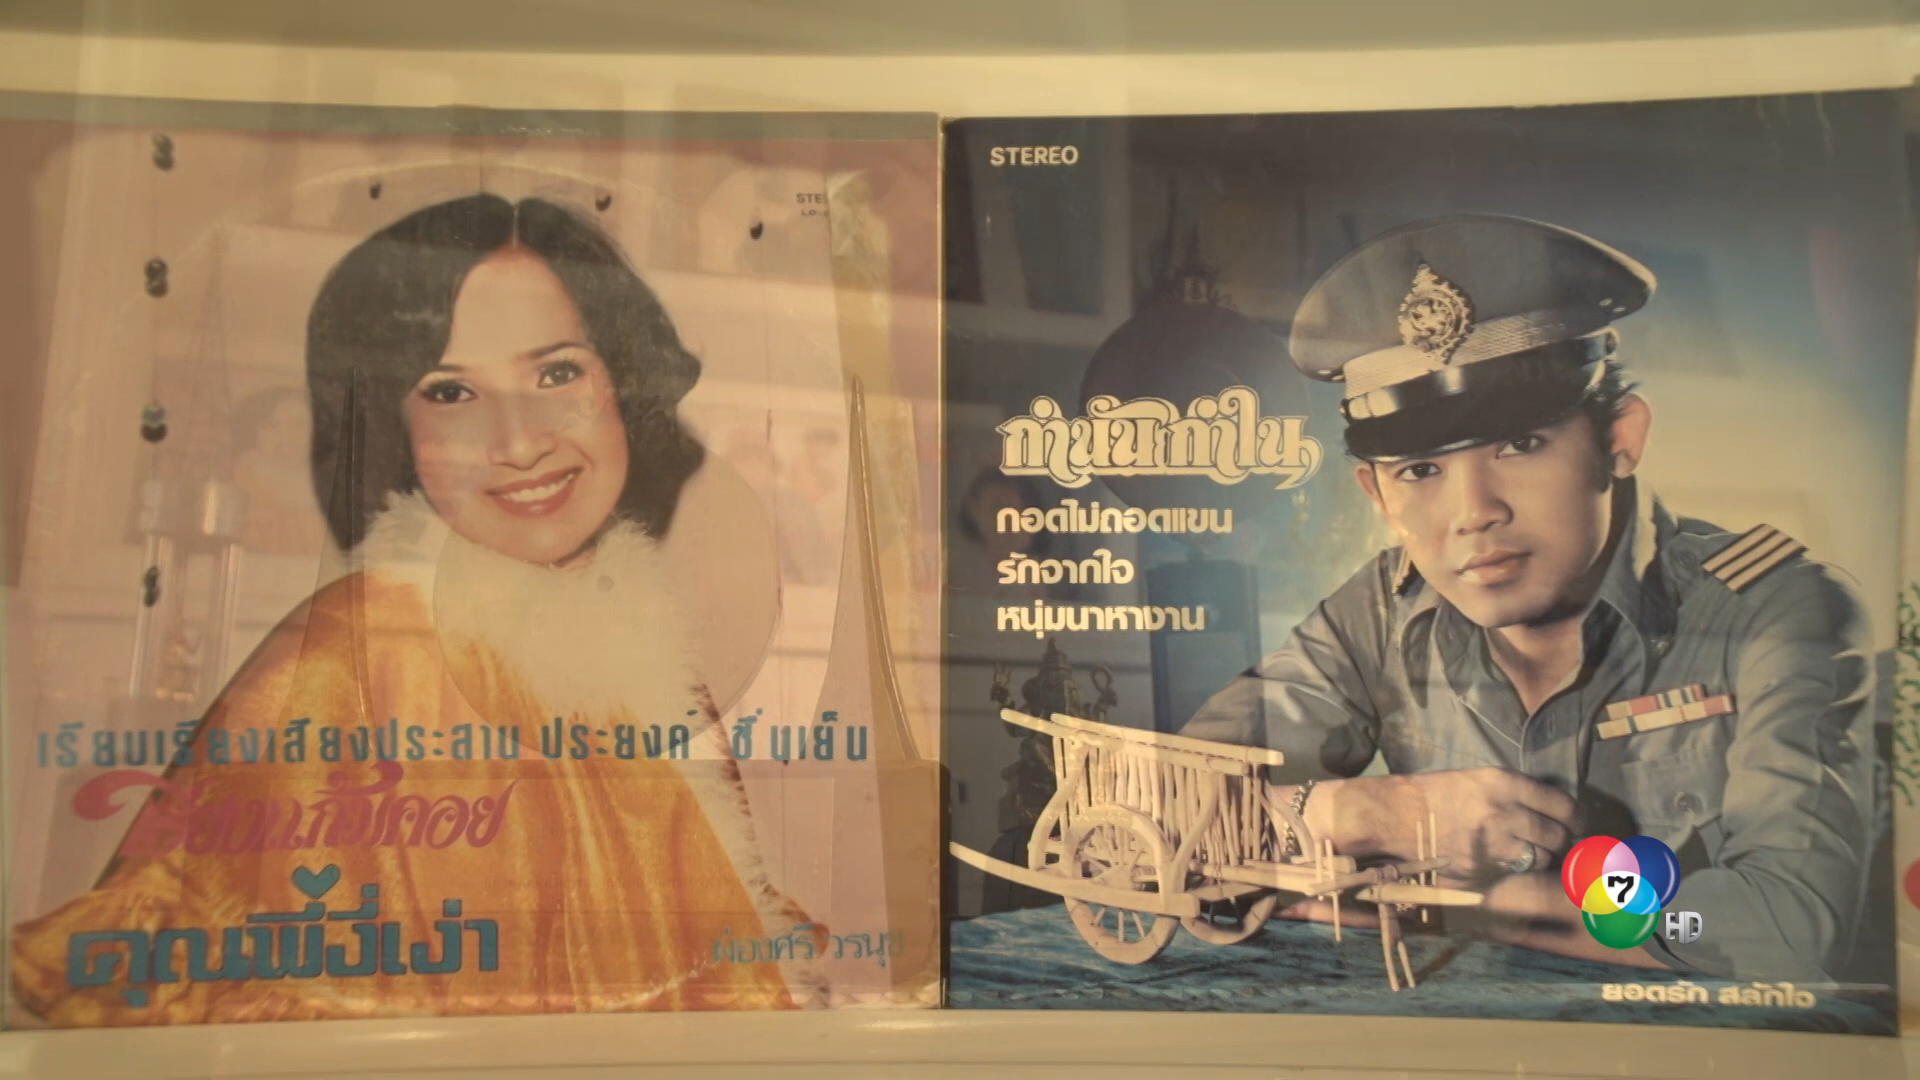 STEREO
เรียบเรียงเสียงประสาน ประยงค์ ชื่นเย็น
คุณพี่งี่เง่า
ผ่องศรี วรนุช
STEREO
กำนันกำใน
กอดไม่ถอดแขน
รักจากใจ
หนุ่มนาหางาน
ยอดรัก สลักใจ
7 HD